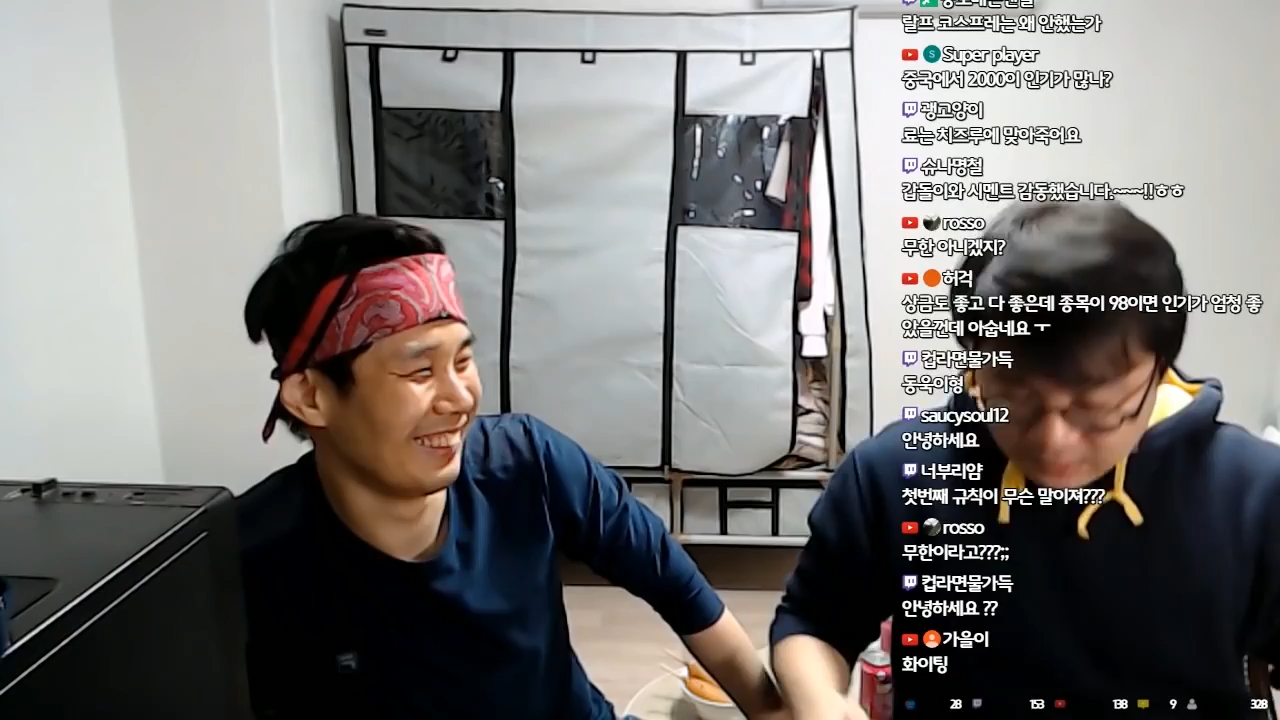 랄프 코스프레는 왜 안했는가
Super player
중국에서 2000이 인기가 많나?
괭고양이
료는 치즈루에 맞아죽어요
슈나명철
갑돌이와 시멘트 감동했습니다.~~~!!ㅎㅎ
rosso
무한 아니겠지?
허걱
상금도 좋고 다 좋은데 종목이 98이면 인기가 엄청 좋
았을낀데 아숩네요 ㅜ
컵라면물가득
동욱이형
saucysoul12
안녕하세요
너부리얌
첫번째 규칙이 무슨 말이져???
rosso
무한이라고???;;
컵라면물가득
안녕하세요 ??
가을이
화이팅
28 153 138 9 328